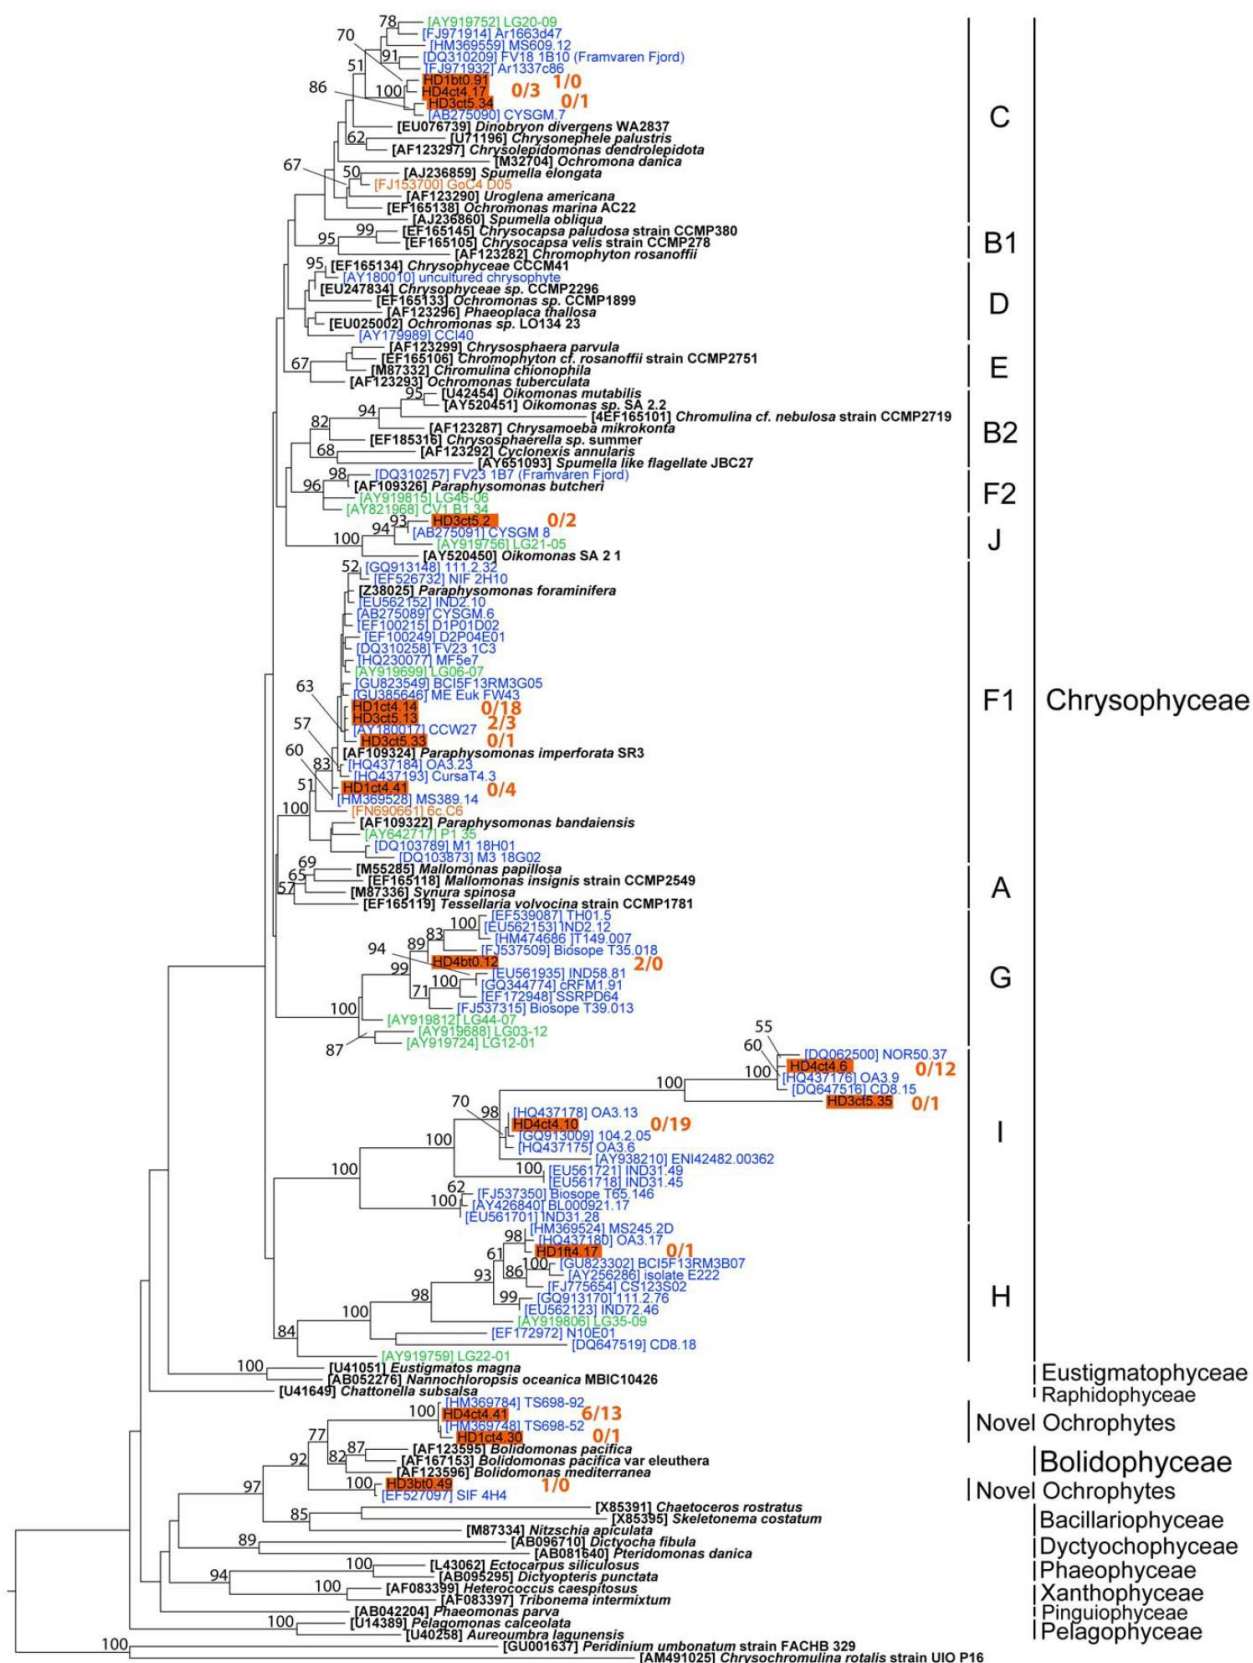 78 [AY919752] LG20-09
[FJ971914] Ar1663d47
70 [HM369559] MS609.12
91 [DQ310209] FV18 1B10 (Framvaren Fjord)
51 [FJ971932] Ar1337c86
HD1bt0.91 1/0
86 100 HD4ct4.17 0/3
HD3ct5.34 0/1
[AB275090] CYSGM.7
C
[EU076739] Dinobryon divergens WA2837
62 [U71196] Chrysonephele palustris
[AF123297] Chrysolepidomonas dendrolepidota
[M32704] Ochromona danica
67 50 [AJ236859] Spumella elongata
[FJ153700] GoC4 D05
[AF123290] Uroglena americana
[EF165138] Ochromonas marina AC22
[AJ236860] Spumella obliqua
99 [EF165145] Chrysocapsa paludosa strain CCMP380
95 [EF165105] Chrysocapsa velis strain CCMP278
B1
[AF123282] Chromophyton rosanoffii
95 [EF165134] Chrysophyceae CCCM41
[AY180010] uncultured chrysophyte
[EU247834] Chrysophyceae sp. CCMP2296
[EF165133] Ochromonas sp. CCMP1899
D
[AF123296] Phaeoplaca thallosa
[EU025002] Ochromonas sp. LO134 23
[AY179989] CCI40
[AF123299] Chrysosphaera parvula
[EF165106] Chromophyton cf. rosanoffii strain CCMP2751
67 [M87332] Chromulina chionophila
E
[AF123293] Ochromonas tuberculata
95 [U42454] Oikomonas mutabilis
[AY520451] Oikomonas sp. SA 2.2
94 [4EF165101] Chromulina cf. nebulosa strain CCMP2719
82 [AF123287] Chrysamoeba mikrokonta
B2
[EF185316] Chrysosphaerella sp. summer
68 [AF123292] Cyclonexis annularis
[AY651093] Spumella like flagellate JBC27
98 [DQ310257] FV23 1B7 (Framvaren Fjord)
96 [AF109326] Paraphysomonas butcheri
F2
[AY919815] LG46-06
[AY821968] CV1 B1 34
93 HD3ct5.2 0/2
94 [AB275091] CYSGM 8
100 [AY919756] LG21-05
J
[AY520450] Oikomonas SA 2 1
52 [GQ913148] 111.2.32
[EF526732] NIF 2H10
[Z38025] Paraphysomonas foraminifera
[EU562152] IND2.10
[AB275089] CYSGM.6
[EF100215] D1P01D02
[EF100249] D2P04E01
[DQ310258] FV23 1C3
[HQ230077] MF5e7
[AY919699] LG06-07
63 [GU823549] BCI5F13RM3G05
[GU385646] ME Euk FW43
F1 Chrysophyceae
HD1ct4.14 0/18
HD3ct5.13 2/3
57 [AY180017] CCW27
HD3ct5.33 0/1
60 [AF109324] Paraphysomonas imperforata SR3
83 [HQ437184] OA3.23
[HQ437193] CursaT4.3
51 HD1ct4.41 0/4
[HM369528] MS389.14
100 [FN690661] 6c C6
[AF109322] Paraphysomonas bandaiensis
[AY642717] P1 35
[DQ103789] M1 18H01
[DQ103873] M3 18G02
69 [M55285] Mallomonas papillosa
65 [EF165118] Mallomonas insignis strain CCMP2549
A
57 [M87336] Synura spinosa
[EF165119] Tessellaria volvocina strain CCMP1781
[EF539087] TH01.5
100 [EU562153] IND2.12
83 [HM474686 ]T149.007
94 89 [FJ537509] Biosope T35.018
HD4bt0.12 2/0
99 [EU561935] IND58.81
G
100 [GQ344774] cRFM1.91
71 [EF172948] SSRPD64
[FJ537315] Biosope T39.013
100 [AY919812] LG44-07
[AY919688] LG03-12
87 [AY919724] LG12-01
55 [DQ062500] NOR50.37
60 HD4ct4.6 0/12
100 [HQ437176] OA3.9
100 [DQ647516] CD8.15
HD3ct5.35 0/1
70 98 [HQ437178] OA3.13
HD4ct4.10 0/19
[GQ913009] 104.2.05
I
100 [HQ437175] OA3.6
[AY938210] ENI42482.00362
100 100 [EU561721] IND31.49
[EU561718] IND31.45
62 [FJ537350] Biosope T65.146
100 [AY426840] BL000921.17
[EU561701] IND31.28
[HM369524] MS245.2D
98 [HQ437180] OA3.17
61 HD1ft4.17 0/1
100 [GU823302] BCI5F13RM3B07
93 86 [AY256286] isolate E222
[FJ775654] CS123S02
98 99 [GQ913170] 111.2.76
H
[EU562123] IND72.46
100 [AY919806] LG35-09
84 [EF172972] N10E01
[DQ647519] CD8.18
[AY919759] LG22-01
100 [U41051] Eustigmatos magna
Eustigmatophyceae
[AB052276] Nannochloropsis oceanica MBIC10426
[U41649] Chattonella subsalsa
Raphidophyceae
[HM369784] TS698-92
100 HD4ct4.41 6/13
[HM369748] TS698-52
Novel Ochrophytes
77 HD1ct4.30 0/1
87 [AF123595] Bolidomonas pacifica
92 82 [AF167153] Bolidomonas pacifica var eleuthera
Bolidophyceae
[AF123596] Bolidomonas mediterranea
97 100 HD3bt0.49 1/0
Novel Ochrophytes
[EF527097] SIF 4H4
[X85391] Chaetoceros rostratus
85 [X85395] Skeletonema costatum
Bacillariophyceae
[M87334] Nitzschia apiculata
89 [AB096710] Dictyocha fibula
Dyctyochophyceae
[AB081640] Pteridomonas danica
100 [L43062] Ectocarpus siliculosus
Phaeophyceae
94 [AB095295] Dictyopteris punctata
100 [AF083399] Heterococcus caespitosus
Xanthophyceae
[AF083397] Tribonema intermixtum
[AB042204] Phaeomonas parva
Pinguiophyceae
100 [U14389] Pelagomonas calceolata
Pelagophyceae
[U40258] Aureoumbra lagunensis
100 [GU001637] Peridinium umbonatum strain FACHB 329
[AM491025] Chrysochromulina rotalis strain UIO P16